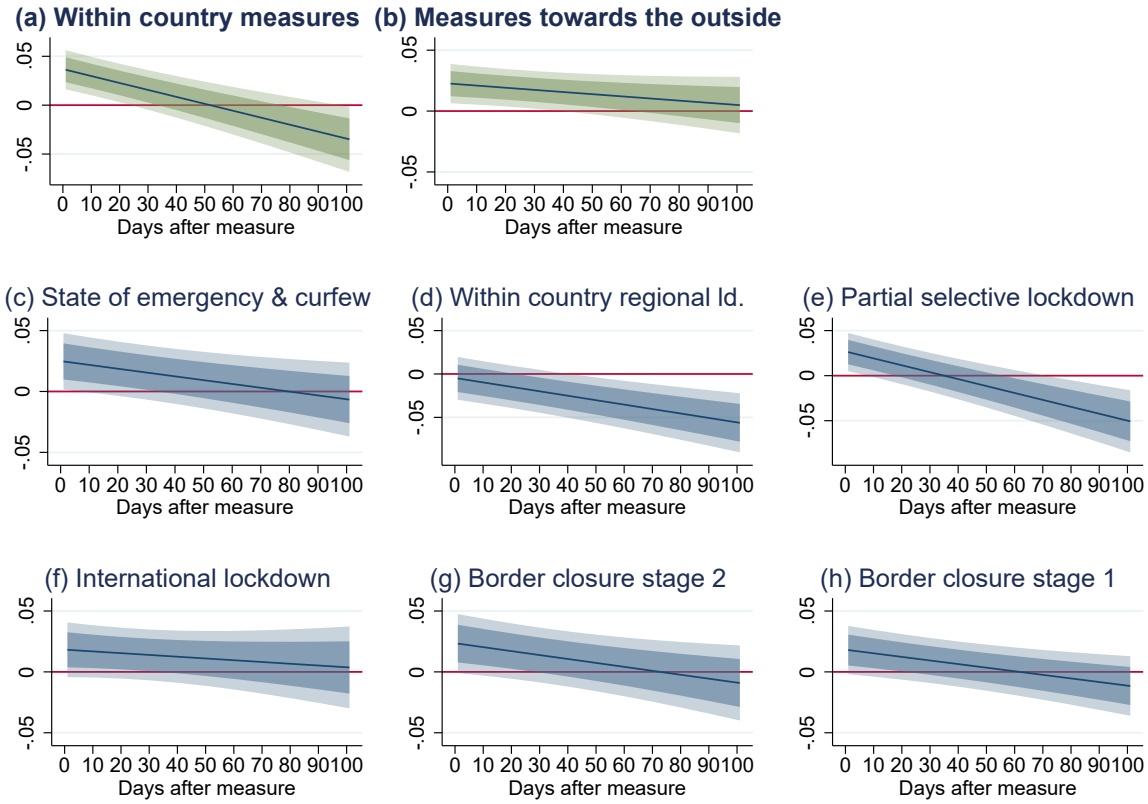 (a) Within country measures (b) Measures towards the outside
.05 0 -.05
0 10 20 30 40 50 60 70 80 90100
Days after measure
.05 0 -.05
0 10 20 30 40 50 60 70 80 90100
Days after measure
(c) State of emergency & curfew
.05 0 -.05
0 10 20 30 40 50 60 70 80 90100
Days after measure
(d) Within country regional ld.
.05 0 -.05
0 10 20 30 40 50 60 70 80 90100
Days after measure
(e) Partial selective lockdown
.05 0 -.05
0 10 20 30 40 50 60 70 80 90100
Days after measure
(f) International lockdown
.05 0 -.05
0 10 20 30 40 50 60 70 80 90100
Days after measure
(g) Border closure stage 2
.05 0 -.05
0 10 20 30 40 50 60 70 80 90100
Days after measure
(h) Border closure stage 1
.05 0 -.05
0 10 20 30 40 50 60 70 80 90100
Days after measure